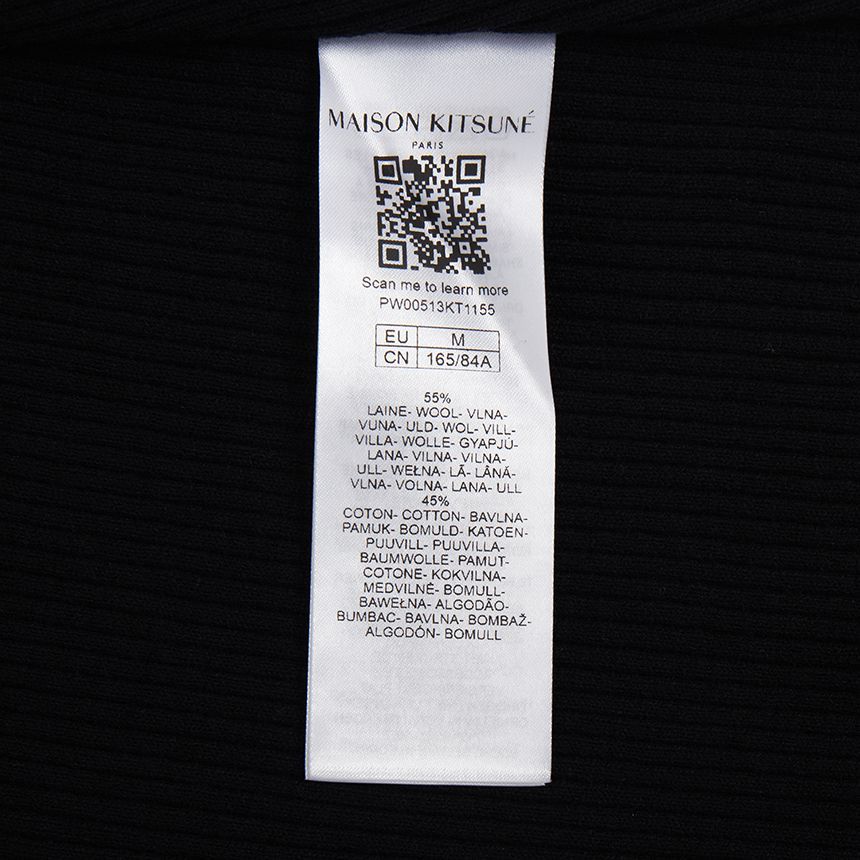 MAISON KITSUNÉ
PARIS
Scan me to learn more
PW00513KT1155
EU M
CN 165/84A
55%
LAINE- WOOL- VLNA-
VUNA- ULD- WOL- VILL-
VILLA- WOLLE- GYAPJÚ-
LANA- VILNA- VILNA-
ULL- WEŁNA- LÃ- LÂNĂ-
VLNA- VOLNA- LANA- ULL
45%
COTON- COTTON- BAVLNA-
PAMUK- BOMULD- KATOEN-
PUUVILL- PUUVILLA-
BAUMWOLLE- PAMUT-
COTONE- KOKVILNA-
MEDVILNĖ- BOMULL-
BAWEŁNA- ALGODÃO-
BUMBAC- BAVLNA- BOMBAŽ-
ALGODÓN- BOMULL